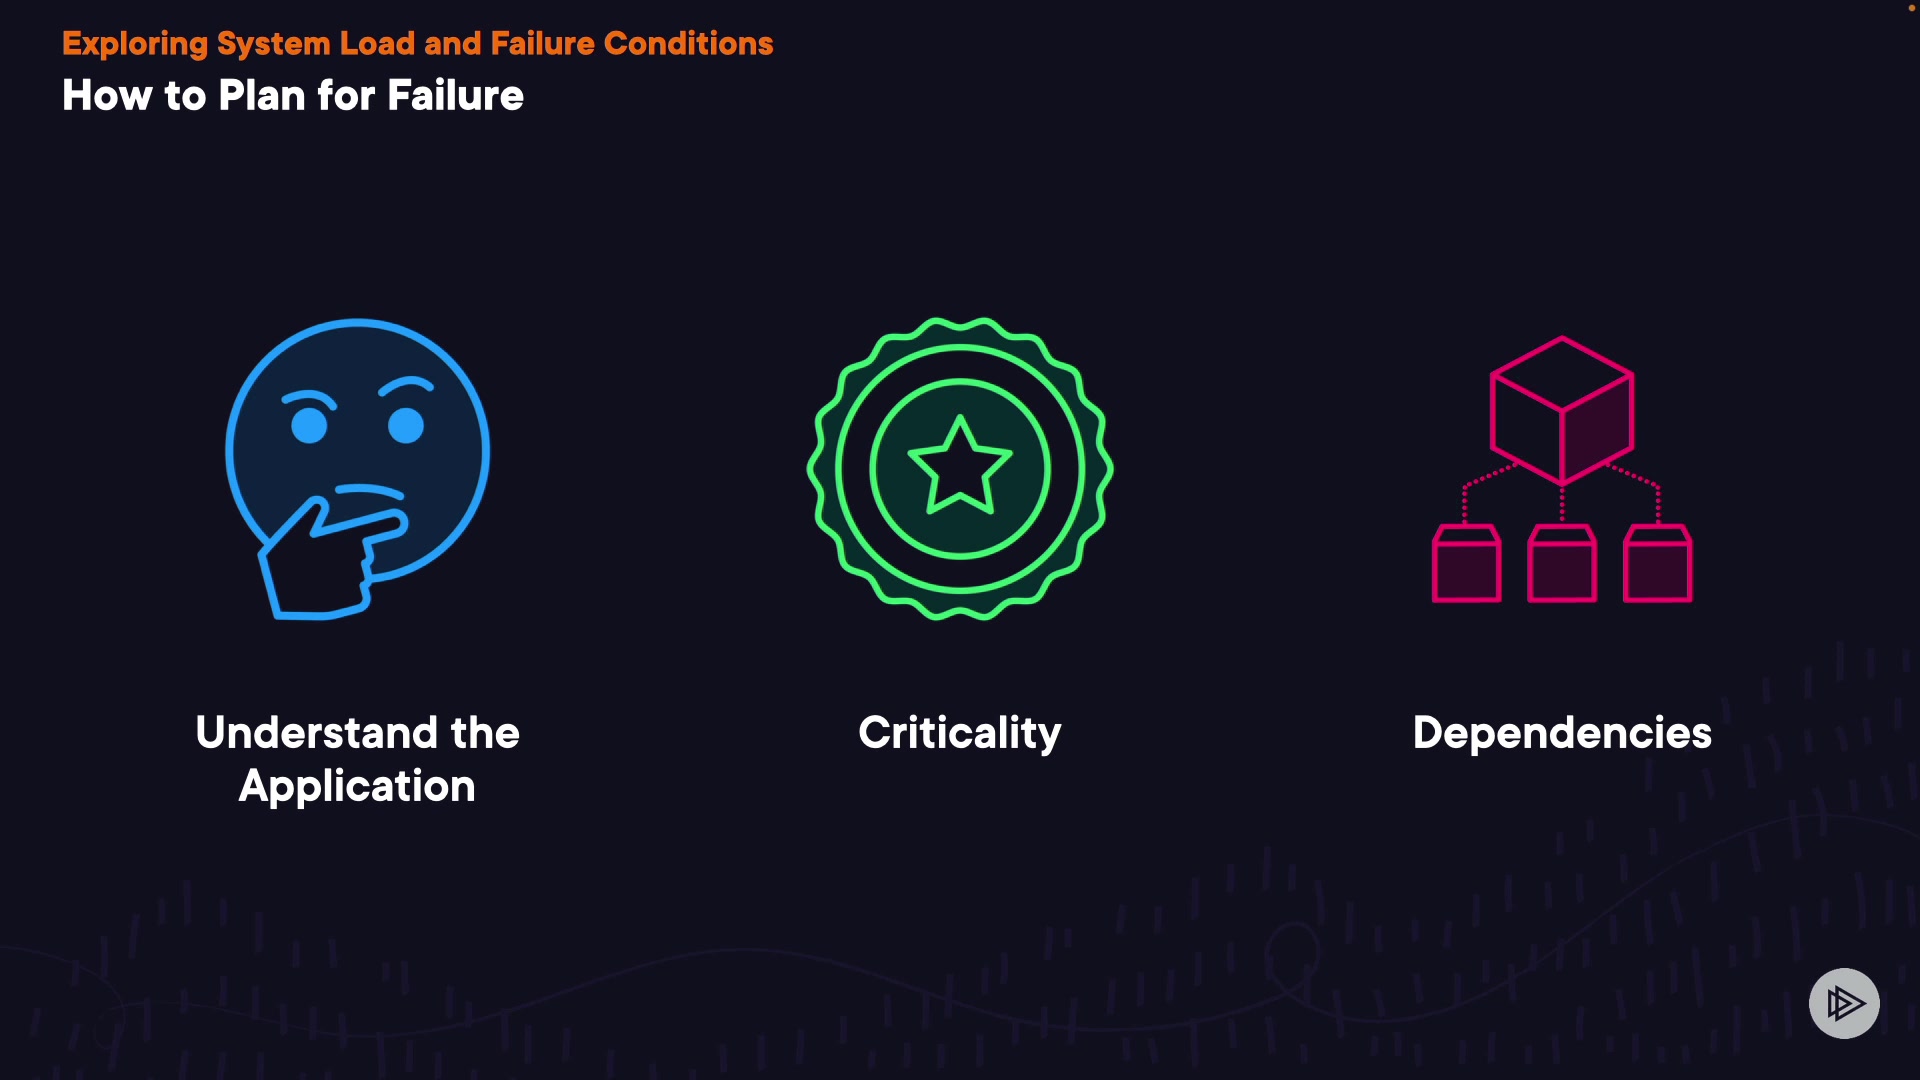 Exploring System Load and Failure Conditions
How to Plan for Failure
Understand the
Application
Criticality
Dependencies